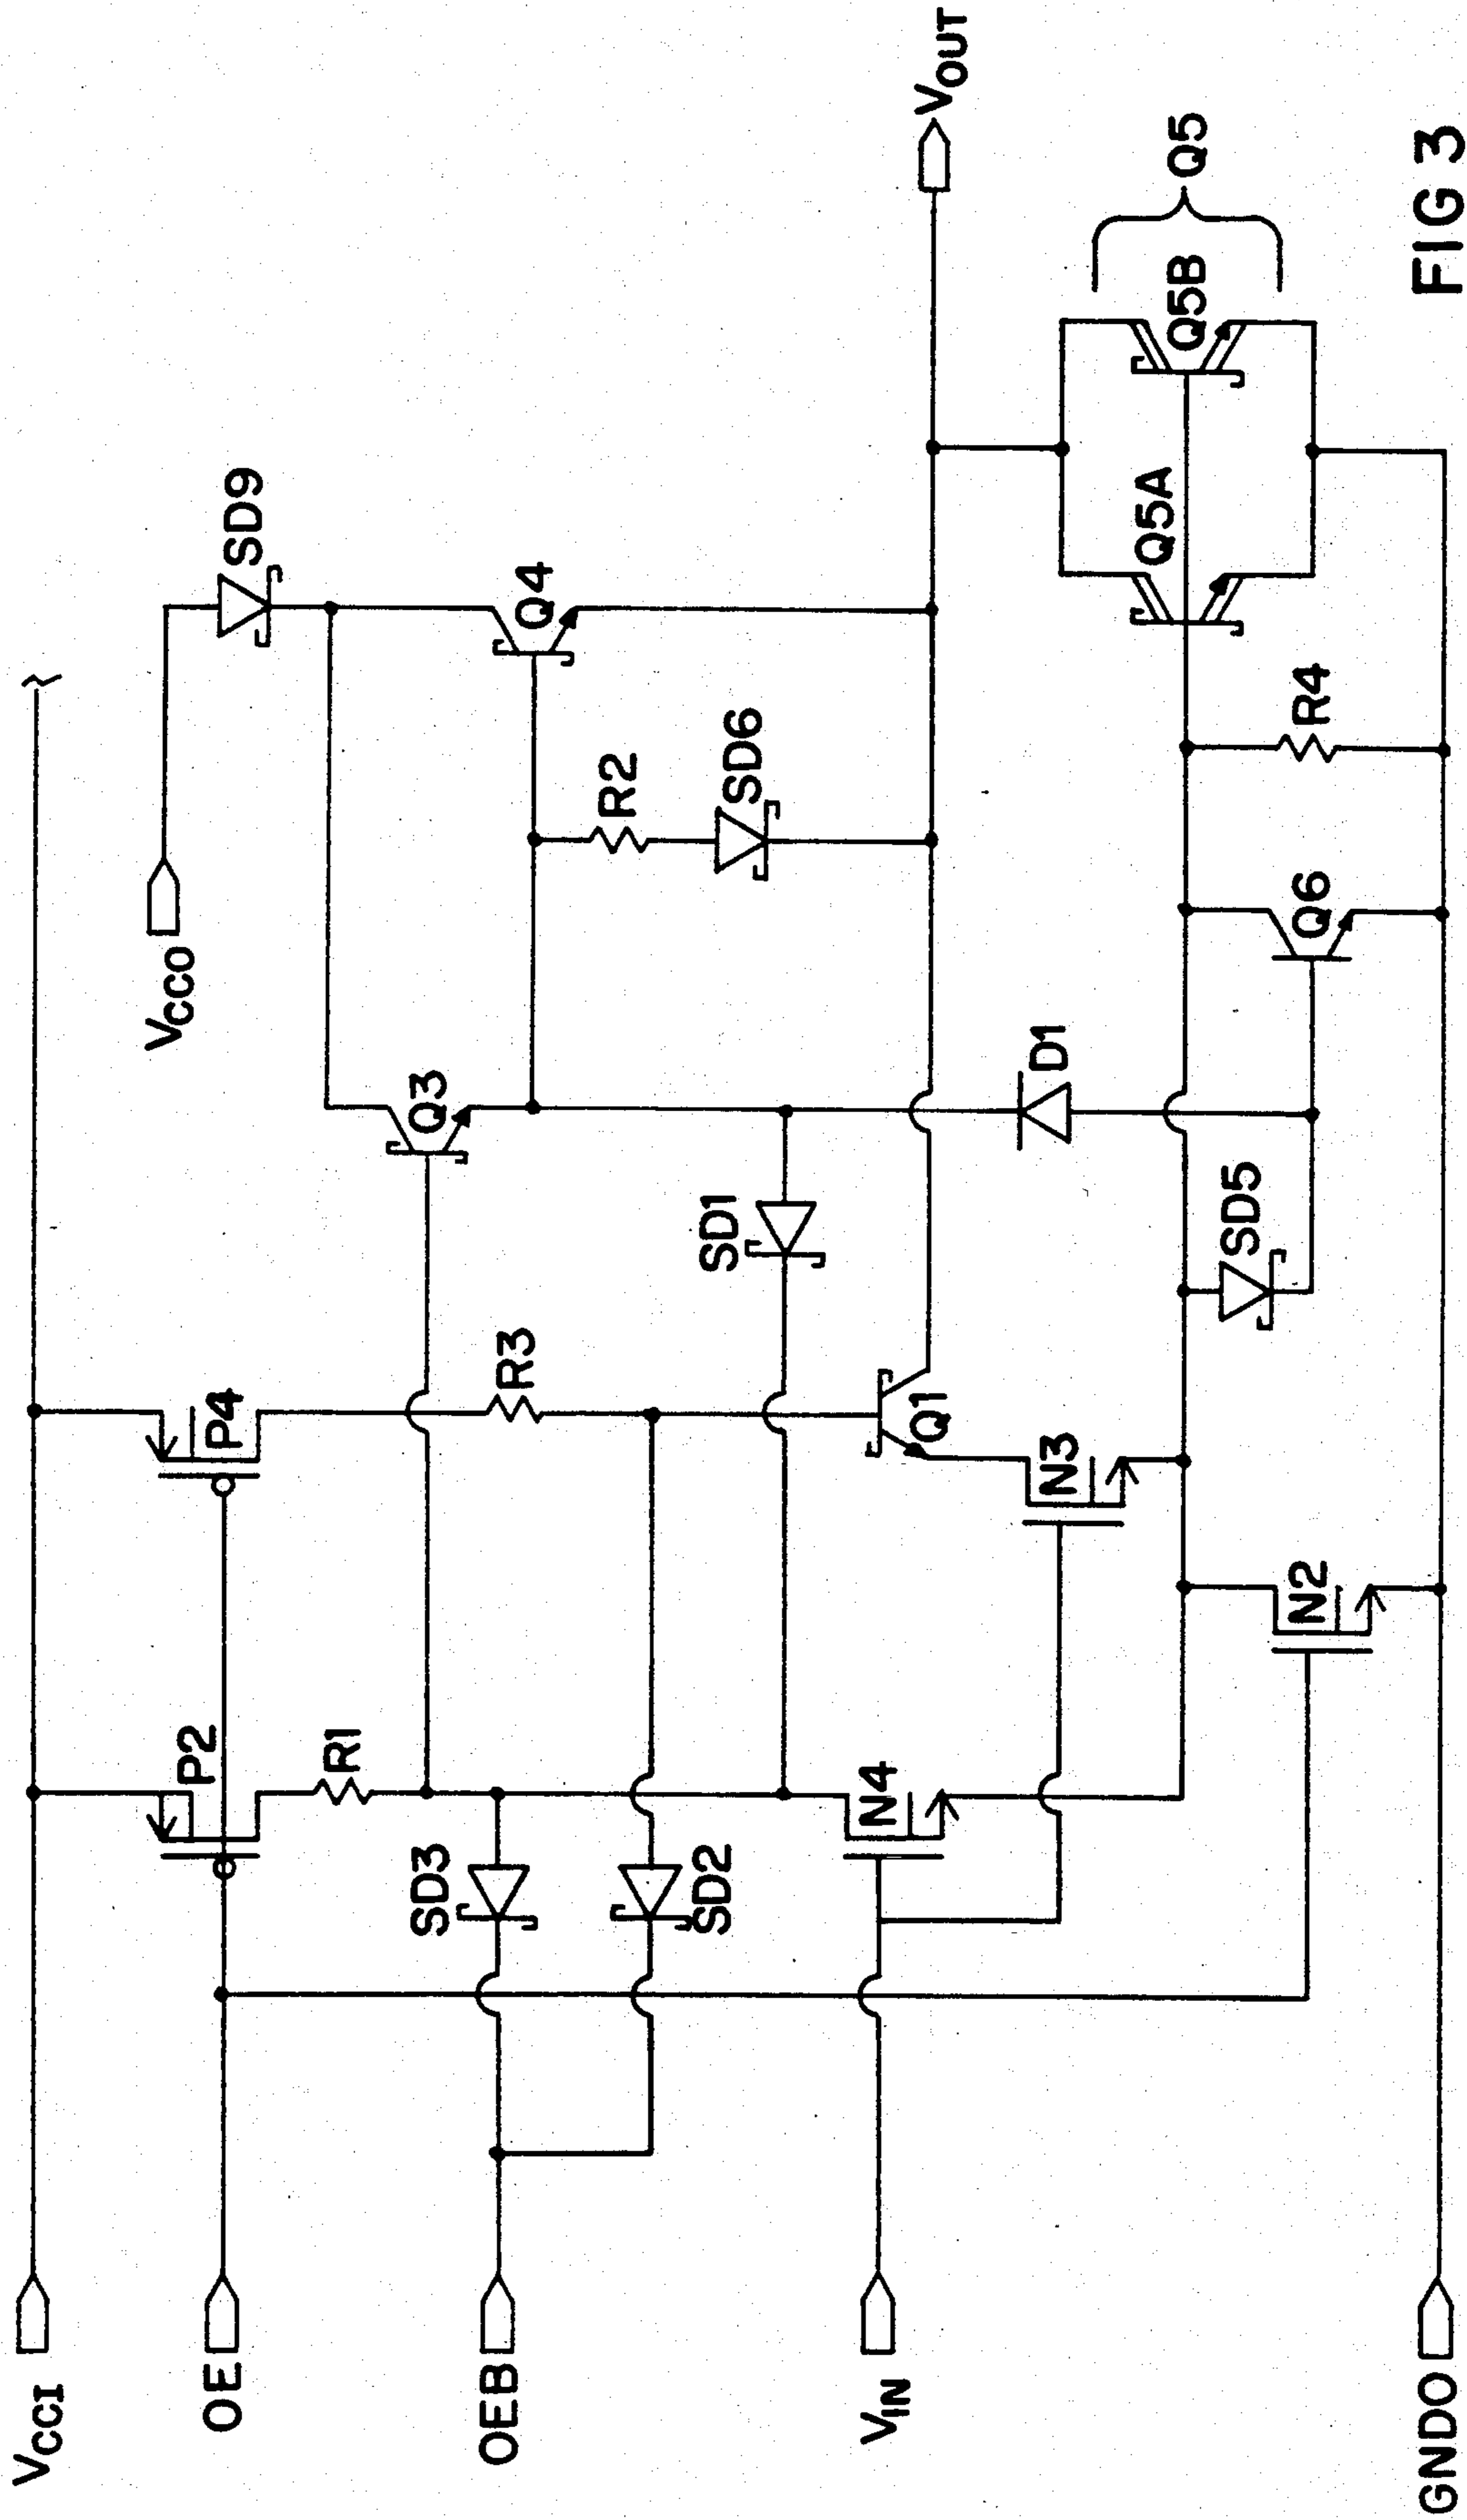 VCCI
OE
OEB
VIN
GNDO
P2
P4
R1
R3
SD3
SD2
N4
N3
N2
Q1
SD1
SD5
D1
Q3
VCCO
SD9
Q4
R2
SD6
Q6
R4
Q5A
Q5B
Q5
VOUT
FIG 3